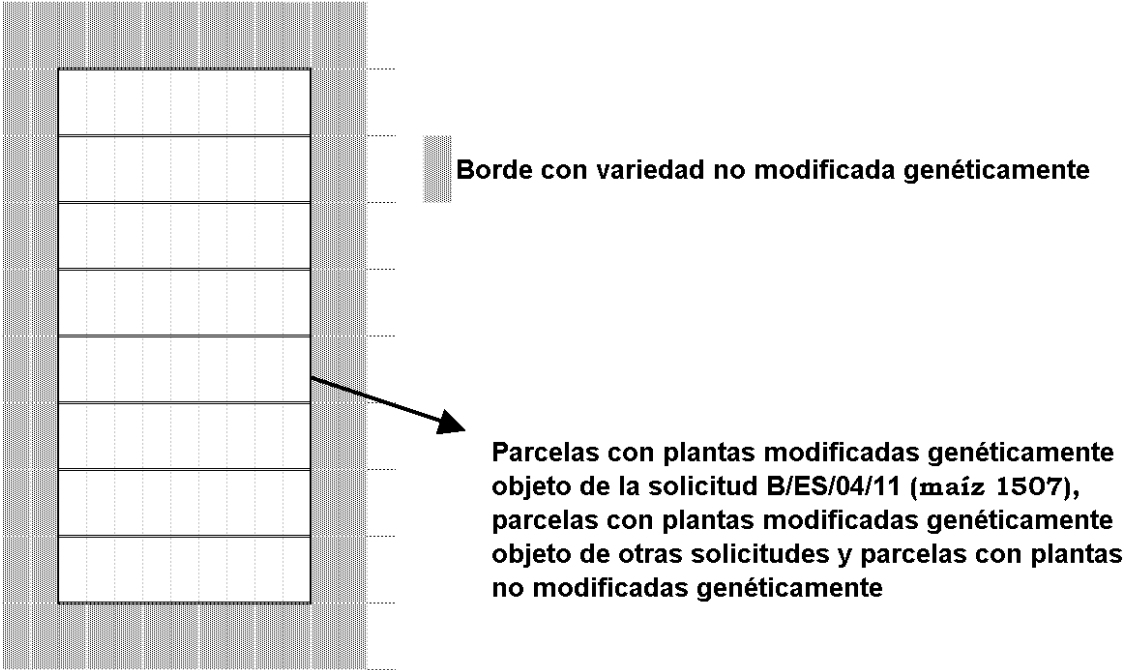 Borde con variedad no modificada genéticamente
Parcelas con plantas modificadas genéticamente
objeto de la solicitud B/ES/04/11 (maíz 1507),
parcelas con plantas modificadas genéticamente
objeto de otras solicitudes y parcelas con plantas
no modificadas genéticamente